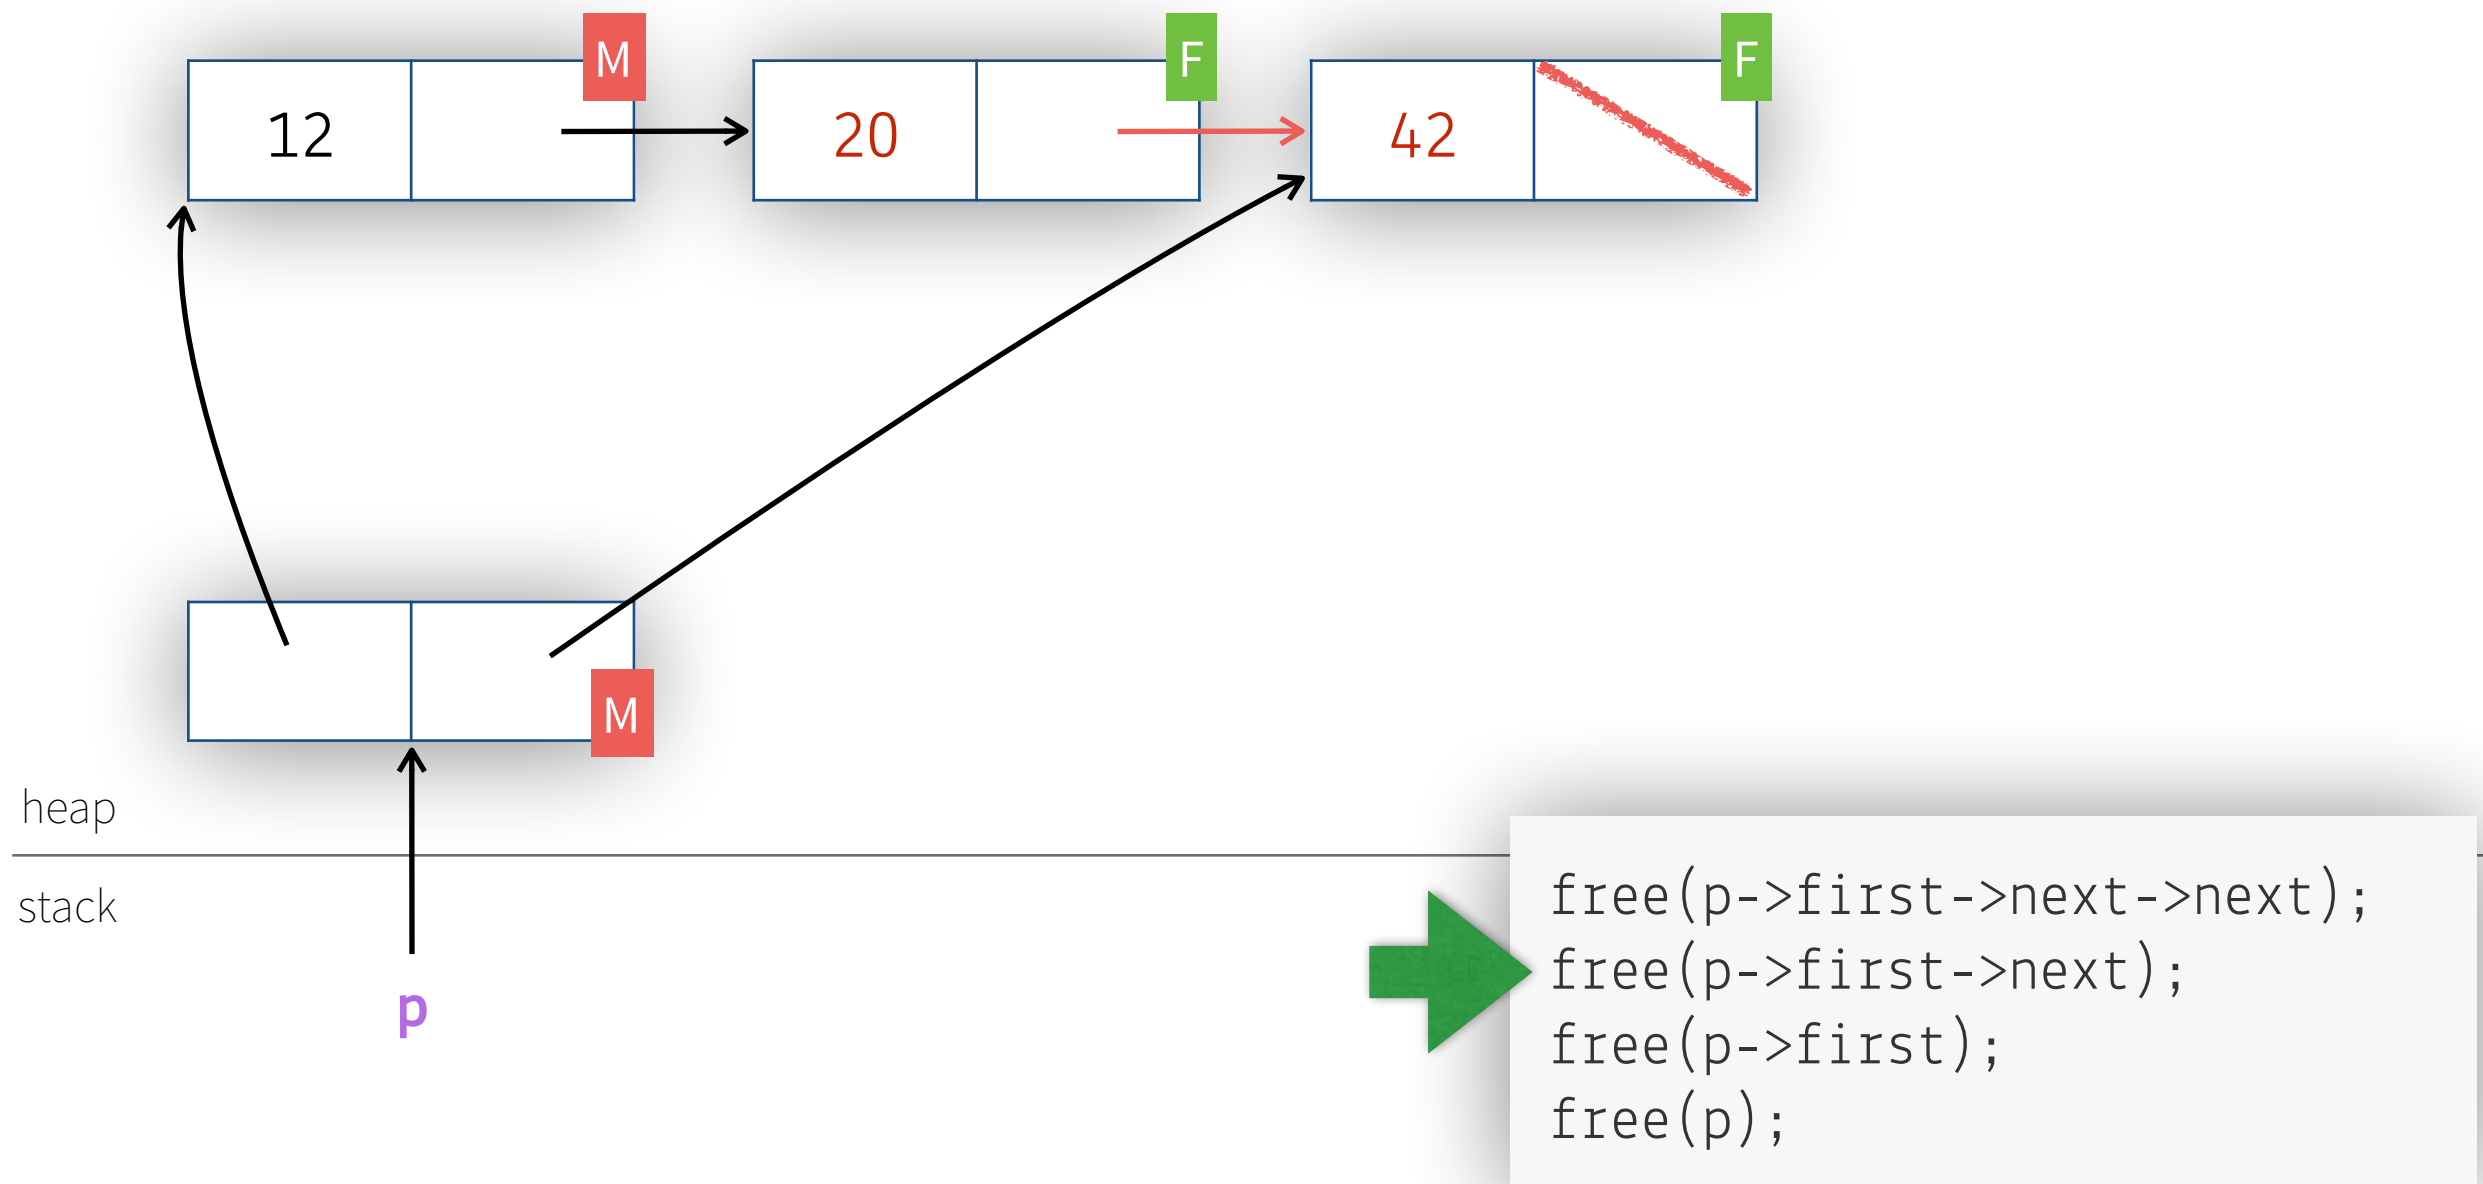 M
F
F
12
20
42
M
heap
stack
p
free(p->first->next->next);
free(p->first->next);
free(p->first);
free(p);